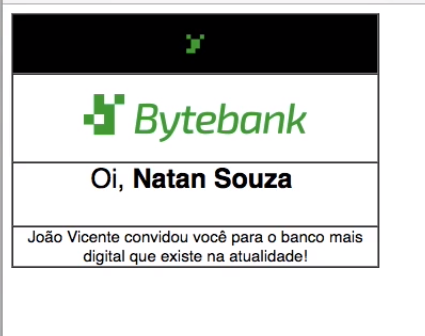 Bytebank
Oi, Natan Souza
João Vicente convidou você para o banco mais
digital que existe na atualidade!